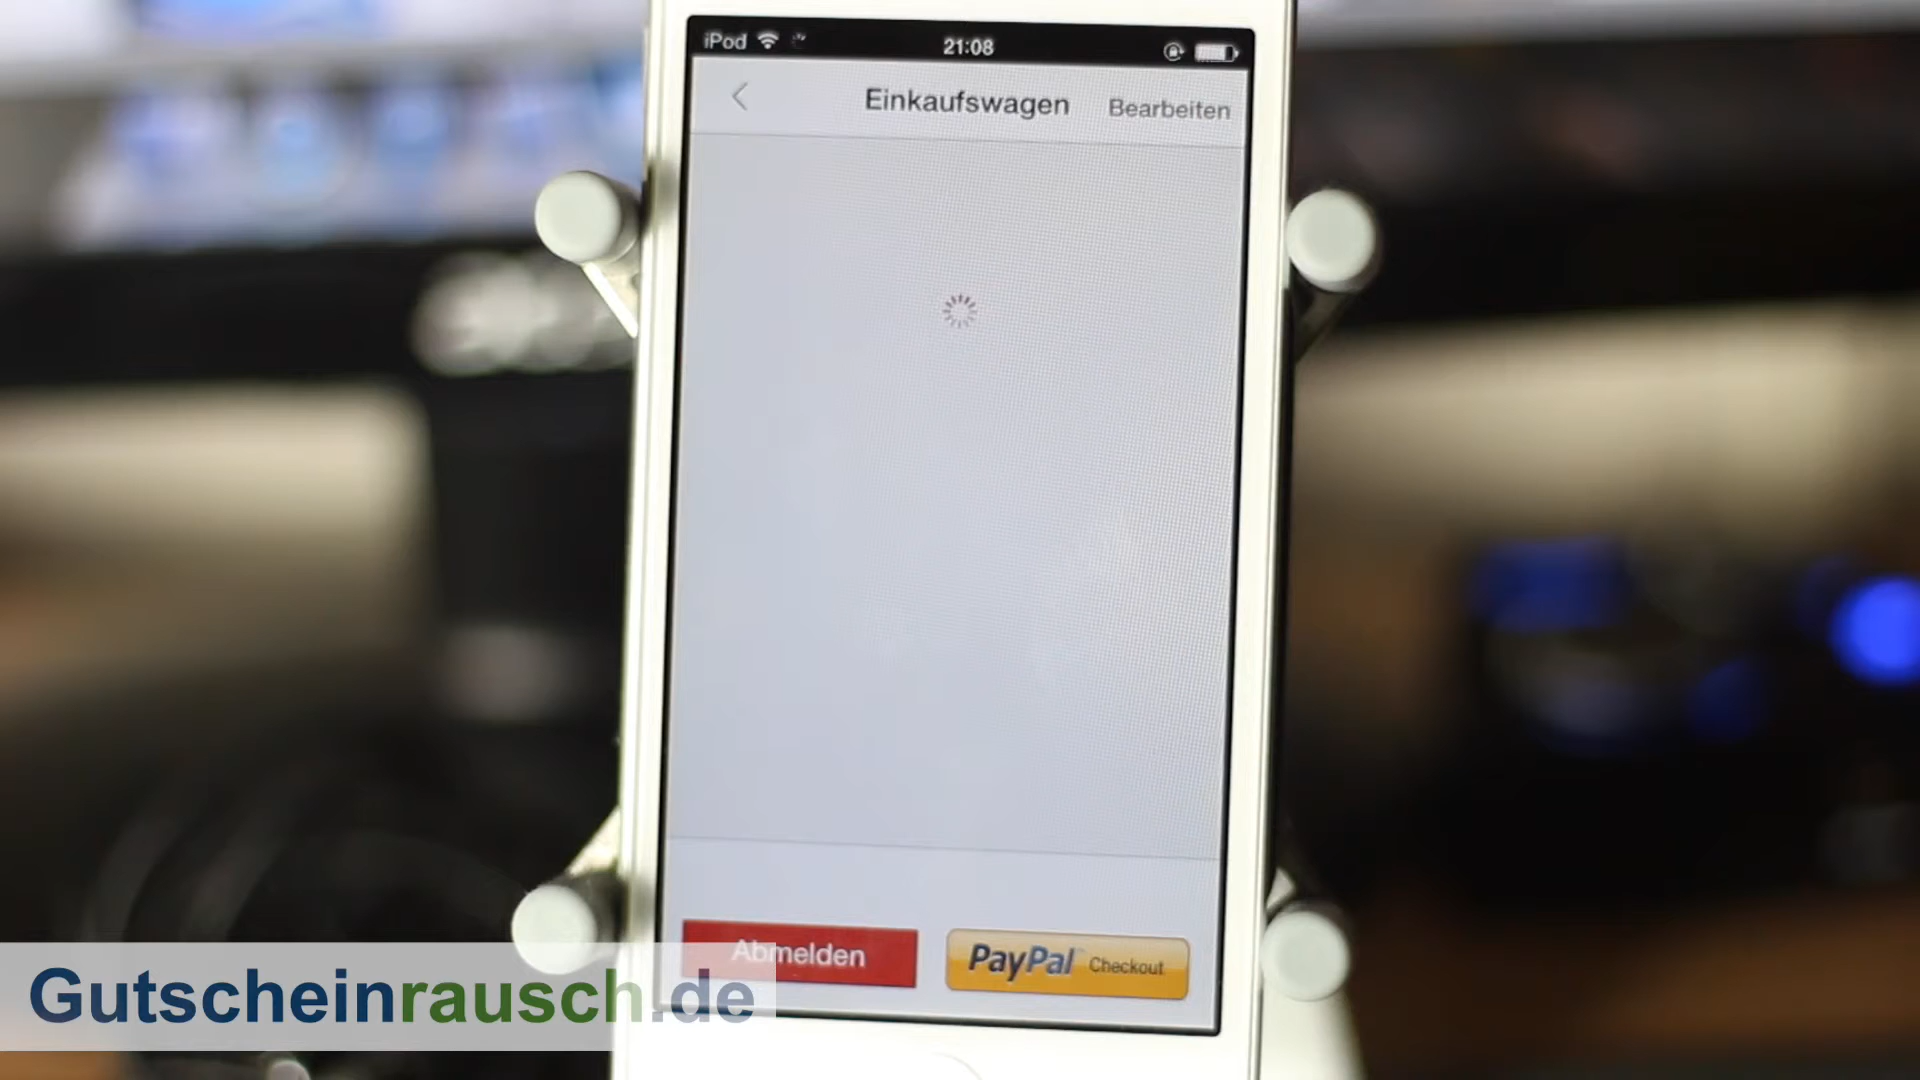 iPod 21:08
Einkaufswagen Bearbeiten
Abmelden PayPal Checkout
Gutscheinrausch.de